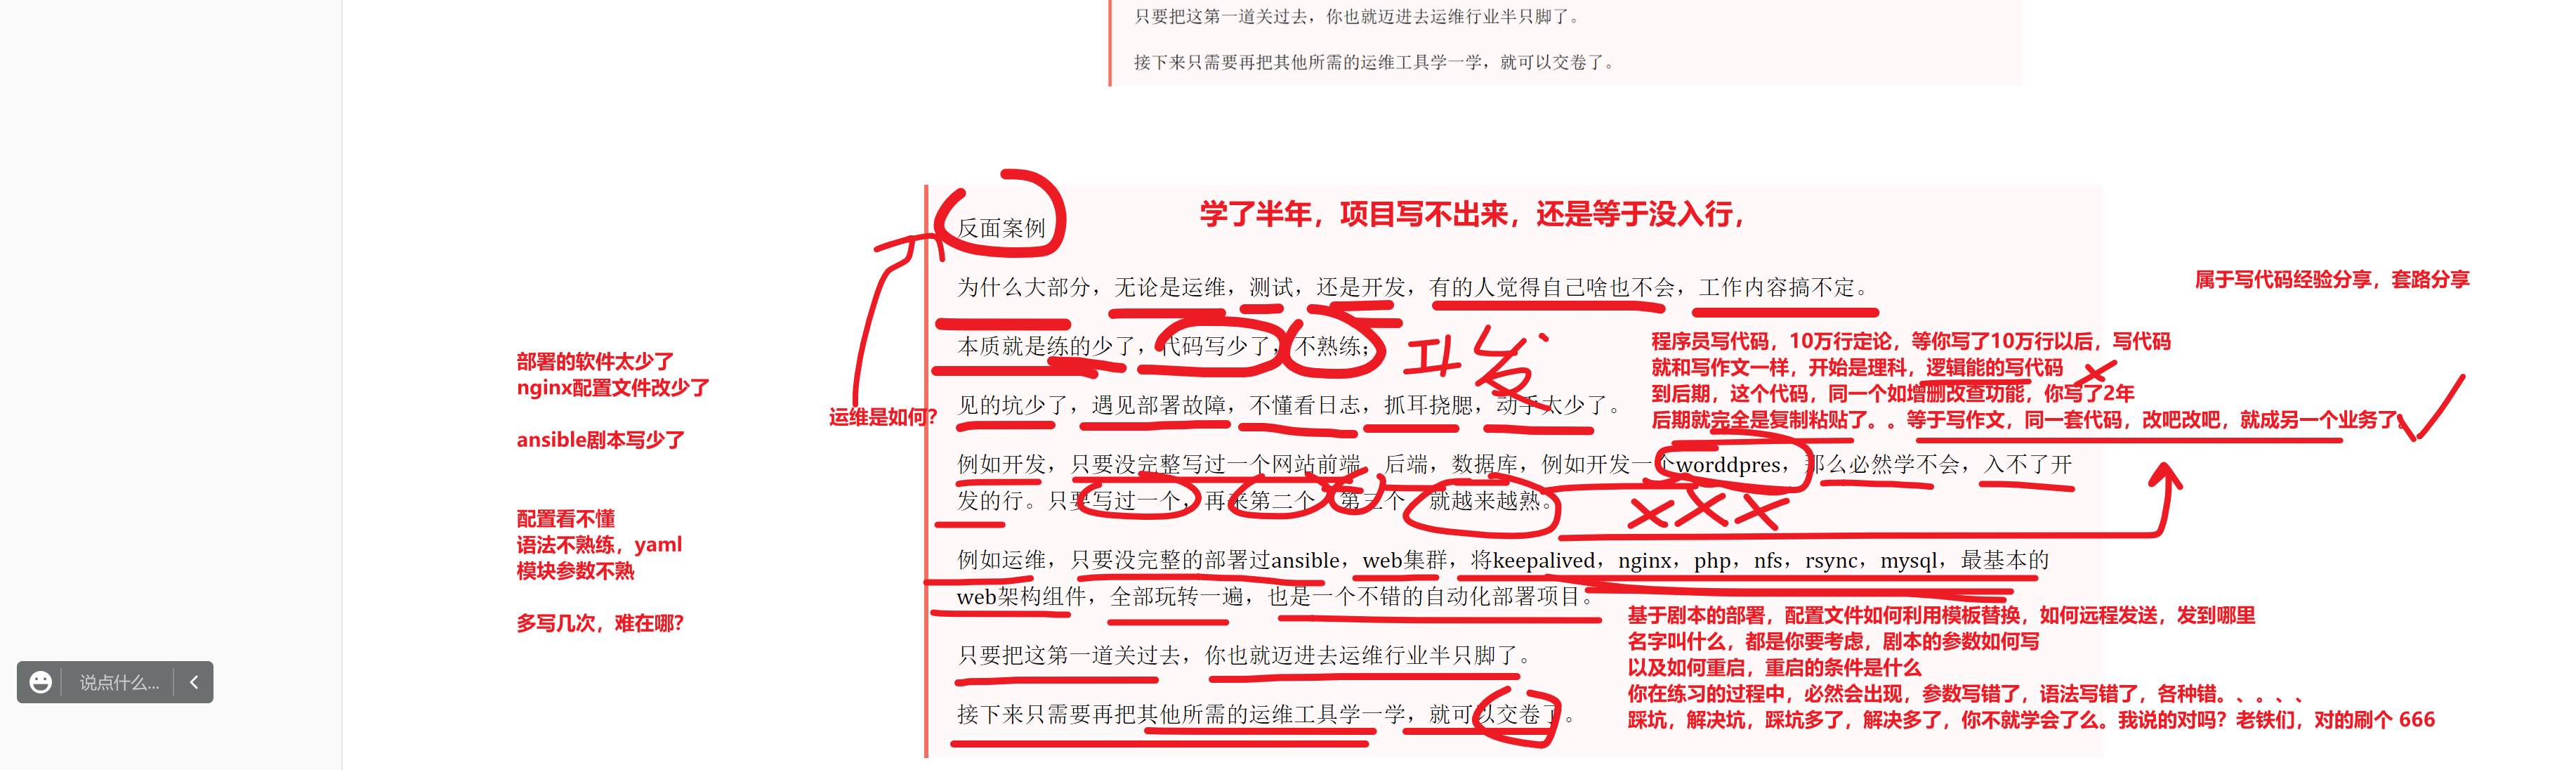 只要把这第一道关过去，你也就迈进去运维行业半只脚了。
接下来只需要再把其他所需的运维工具学一学，就可以交卷了。
学了半年，项目写不出来，还是等于没入行，
反面案例
为什么大部分，无论是运维，测试，还是开发，有的人觉得自己啥也不会，工作内容搞不定。
属于写代码经验分享，套路分享
本质就是练的少了，代码写少了，不熟练；
开发
程序员写代码，10万行定论，等你写了10万行以后，写代码
就和写作文一样，开始是理科，逻辑能的写代码
到后期，这个代码，同一个如增删改查功能，你写了2年
后期就完全是复制粘贴了。。等于写作文，同一套代码，改吧改吧，就成另一个业务了。
部署的软件太少了
nginx配置文件改少了
ansible剧本写少了
运维是如何？
见的坑少了，遇见部署故障，不懂看日志，抓耳挠腮，动手太少了。
例如开发，只要没完整写过一个网站前端，后端，数据库，例如开发一个worddpres，那么必然学不会，入不了开
发的行。只要写过一个，再来第二个，第三个，就越来越熟。
配置看不懂
语法不熟练，yaml
模块参数不熟
多写几次，难在哪？
例如运维，只要没完整的部署过ansible，web集群，将keepalived，nginx，php，nfs，rsync，mysql，最基本的
web架构组件，全部玩转一遍，也是一个不错的自动化部署项目。
基于剧本的部署，配置文件如何利用模板替换，如何远程发送，发到哪里
名字叫什么，都是你要考虑，剧本的参数如何写
以及如何重启，重启的条件是什么
你在练习的过程中，必然会出现，参数写错了，语法写错了，各种错。、。、、
踩坑，解决坑，踩坑多了，解决多了，你不就学会了么。我说的对吗？老铁们，对的刷个 666
只要把这第一道关过去，你也就迈进去运维行业半只脚了。
接下来只需要再把其他所需的运维工具学一学，就可以交卷了。
说点什么...